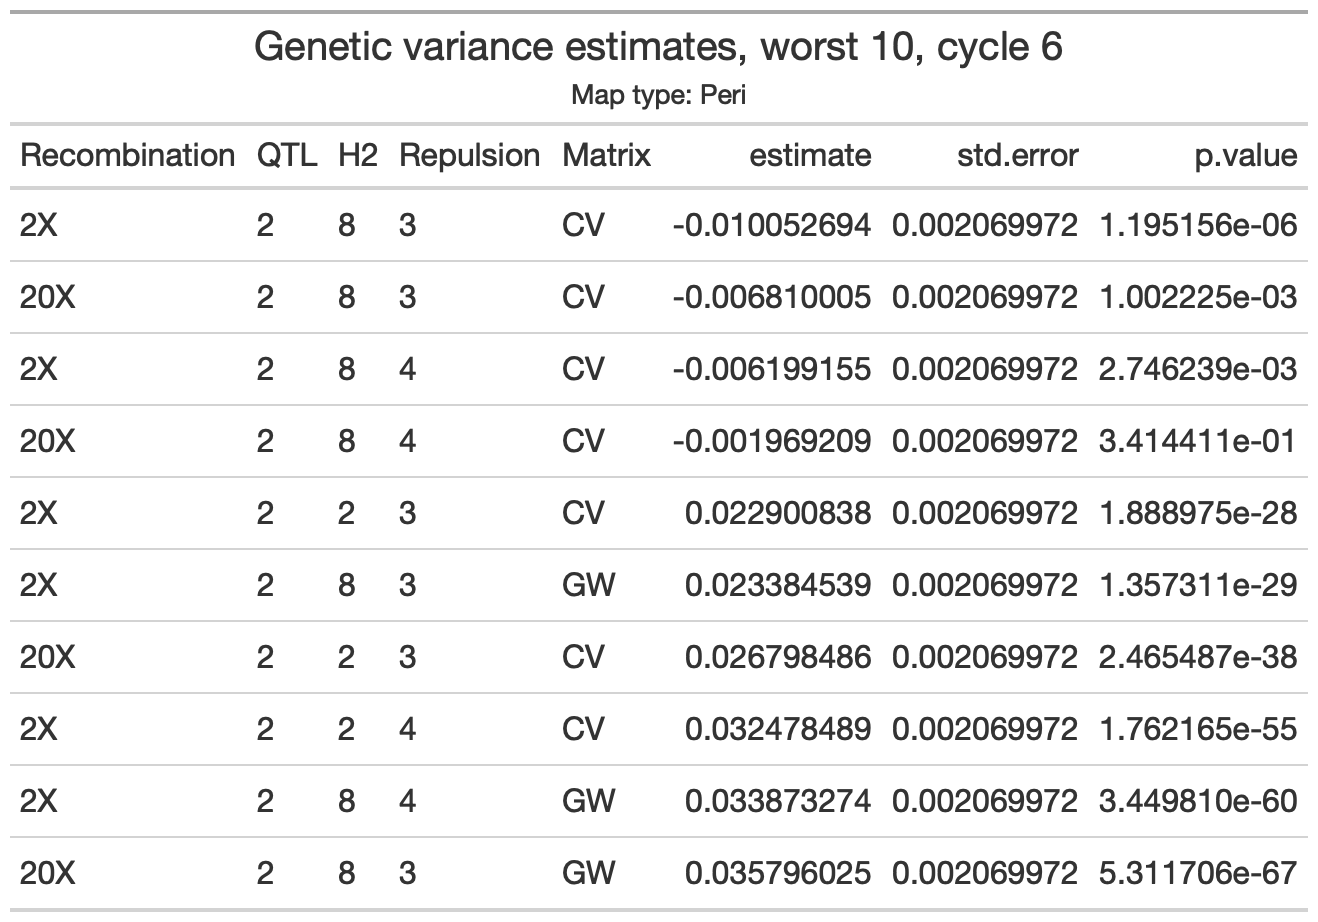 Genetic variance estimates, worst 10, cycle 6
Map type: Peri
Recombination QTL H2 Repulsion Matrix estimate std.error p.value
2X 2 8 3 CV -0.010052694 0.002069972 1.195156e-06
20X 2 8 3 CV -0.006810005 0.002069972 1.002225e-03
2X 2 8 4 CV -0.006199155 0.002069972 2.746239e-03
20X 2 8 4 CV -0.001969209 0.002069972 3.414411e-01
2X 2 2 3 CV 0.022900838 0.002069972 1.888975e-28
2X 2 8 3 GW 0.023384539 0.002069972 1.357311e-29
20X 2 2 3 CV 0.026798486 0.002069972 2.465487e-38
2X 2 2 4 CV 0.032478489 0.002069972 1.762165e-55
2X 2 8 4 GW 0.033873274 0.002069972 3.449810e-60
20X 2 8 3 GW 0.035796025 0.002069972 5.311706e-67